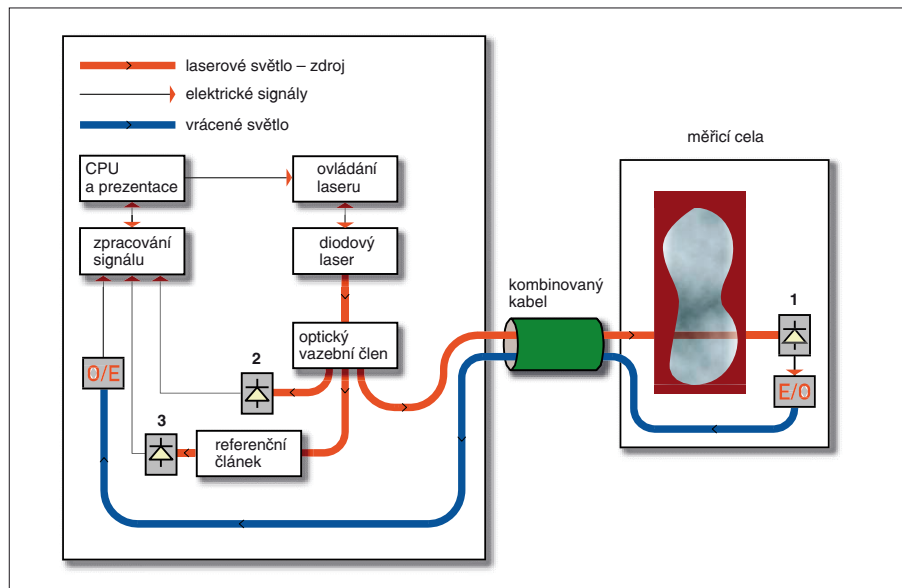 laserové světlo – zdroj
elektrické signály
vrácené světlo
měřicí cela
CPU
a prezentace
ovládání
laseru
zpracování
signálu
diodový
laser
kombinovaný
kabel
1
optický
vazební člen
2
O/E
E/O
3
referenční
článek